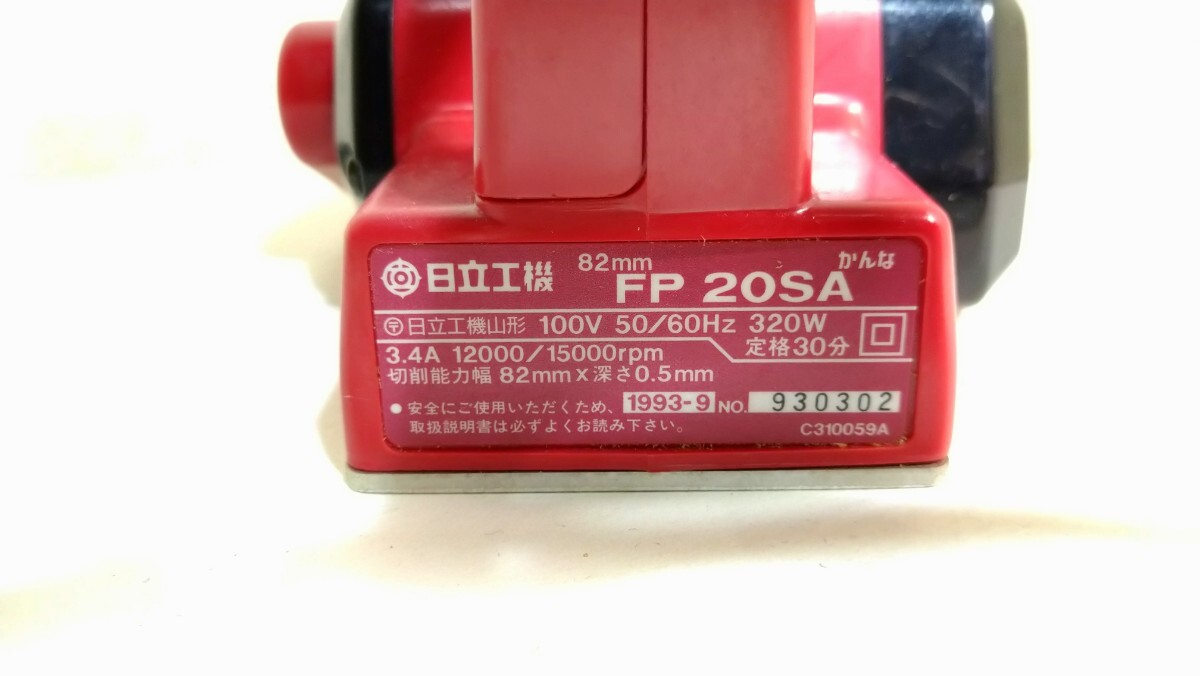 日立工機 82mm FP 20SA かんな
〒 日立工機山形 100V 50/60Hz 320W
3.4A 12000/15000rpm 定格30分
切削能力幅 82mm×深さ0.5mm
● 安全にご使用いただくため、 1993-9 NO. 930302
取扱説明書は必ずよくお読み下さい。 C310059A